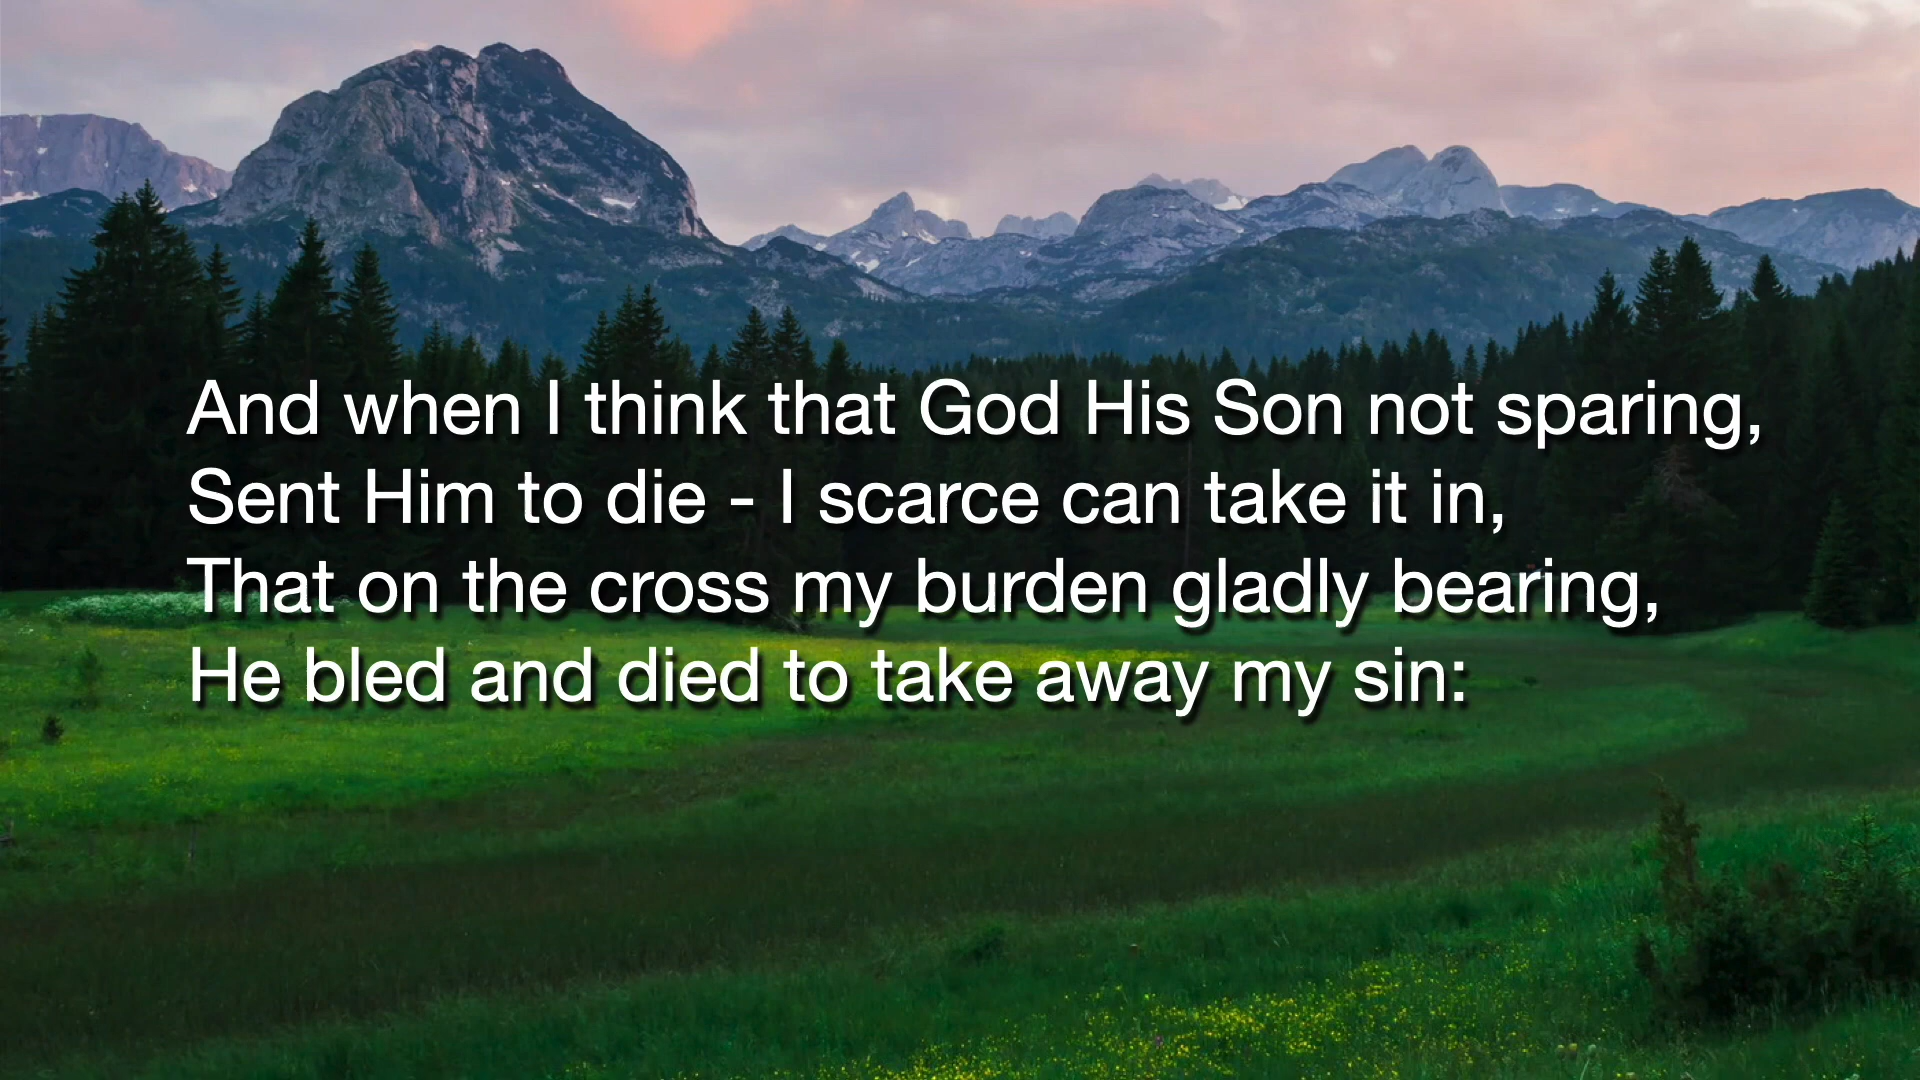 And when I think that God His Son not sparing,
Sent Him to die - I scarce can take it in,
That on the cross my burden gladly bearing,
He bled and died to take away my sin: